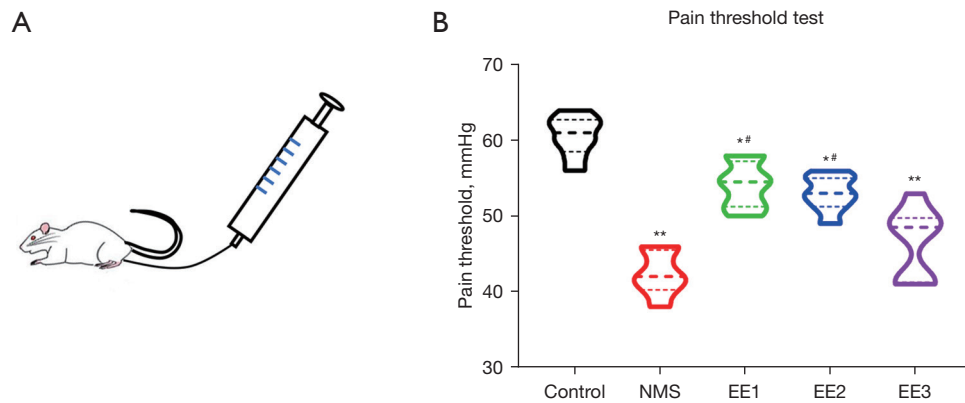 A
B
Pain threshold test
Pain threshold, mmHg
70
60
50
40
30
**
*#
*#
**
Control NMS EE1 EE2 EE3